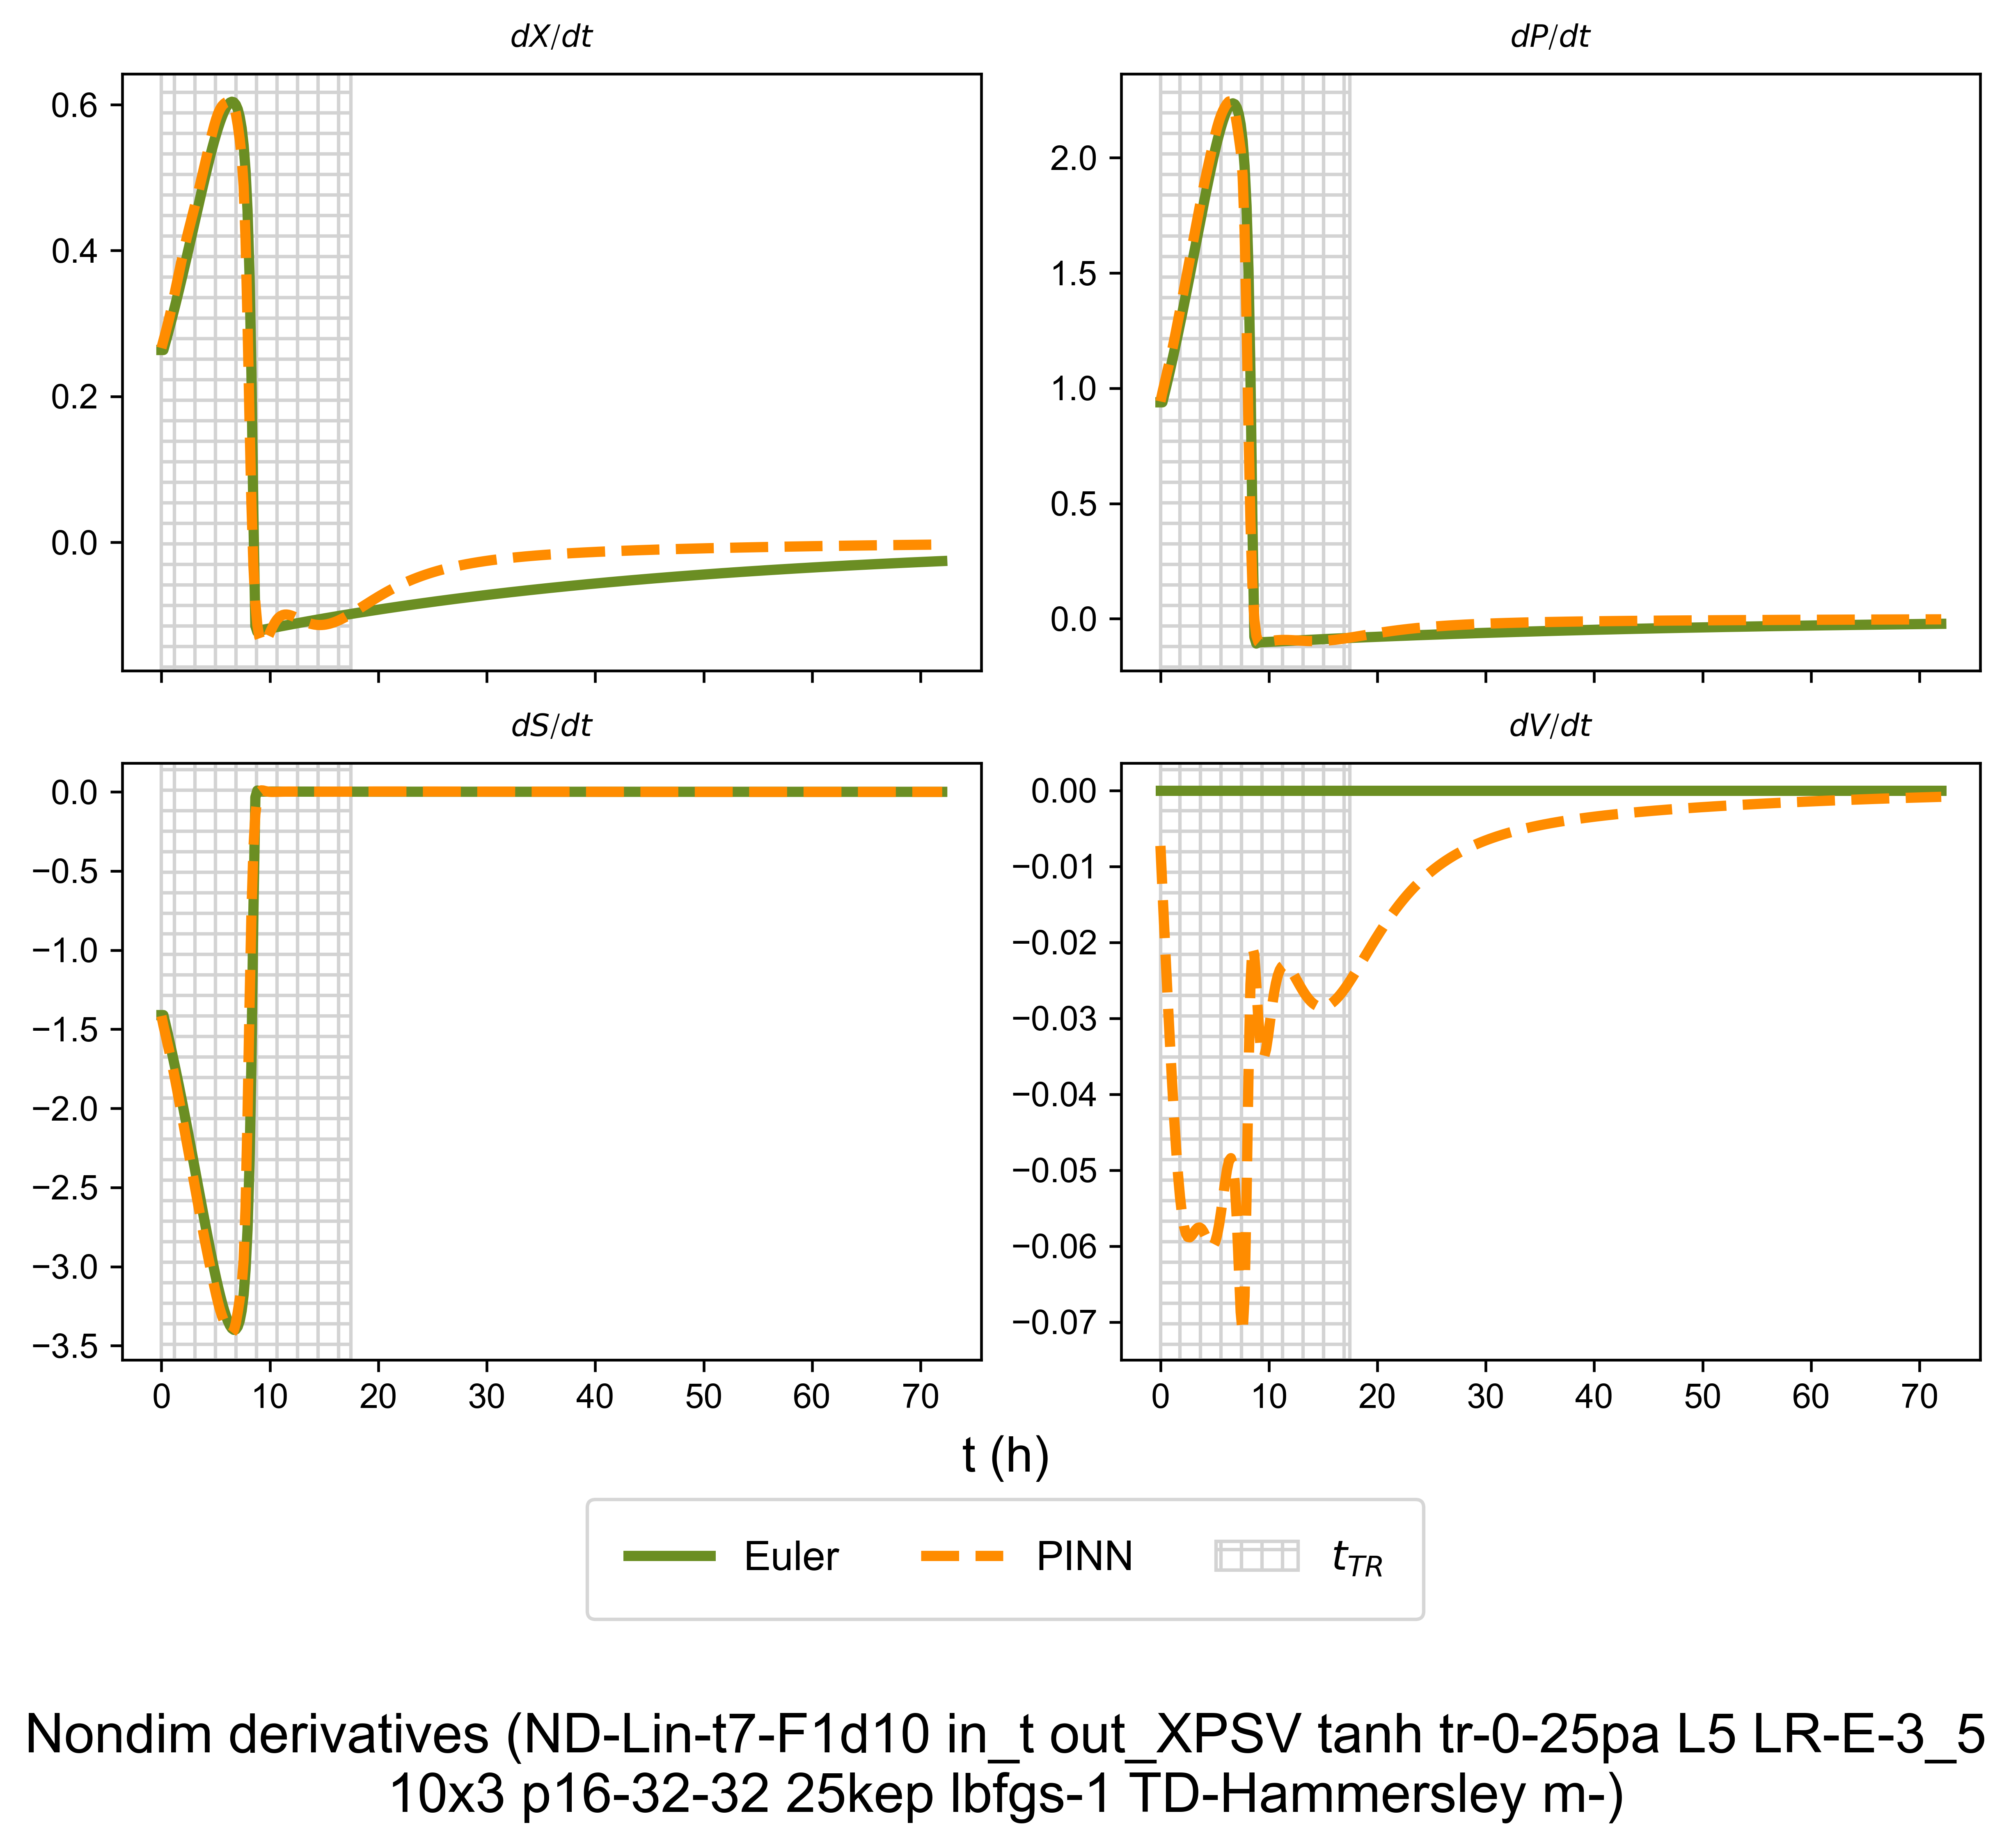 dX/dt
dP/dt
0.6
0.4
0.2
0.0
2.0
1.5
1.0
0.5
0.0
dS/dt
dV/dt
0.0
−0.5
−1.0
−1.5
−2.0
−2.5
−3.0
−3.5
0 10 20 30 40 50 60 70
0.00
−0.01
−0.02
−0.03
−0.04
−0.05
−0.06
−0.07
0 10 20 30 40 50 60 70
t (h)
Euler PINN t_TR
Nondim derivatives (ND-Lin-t7-F1d10 in_t out_XPSV tanh tr-0-25pa L5 LR-E-3_5
10x3 p16-32-32 25kep lbfgs-1 TD-Hammersley m-)